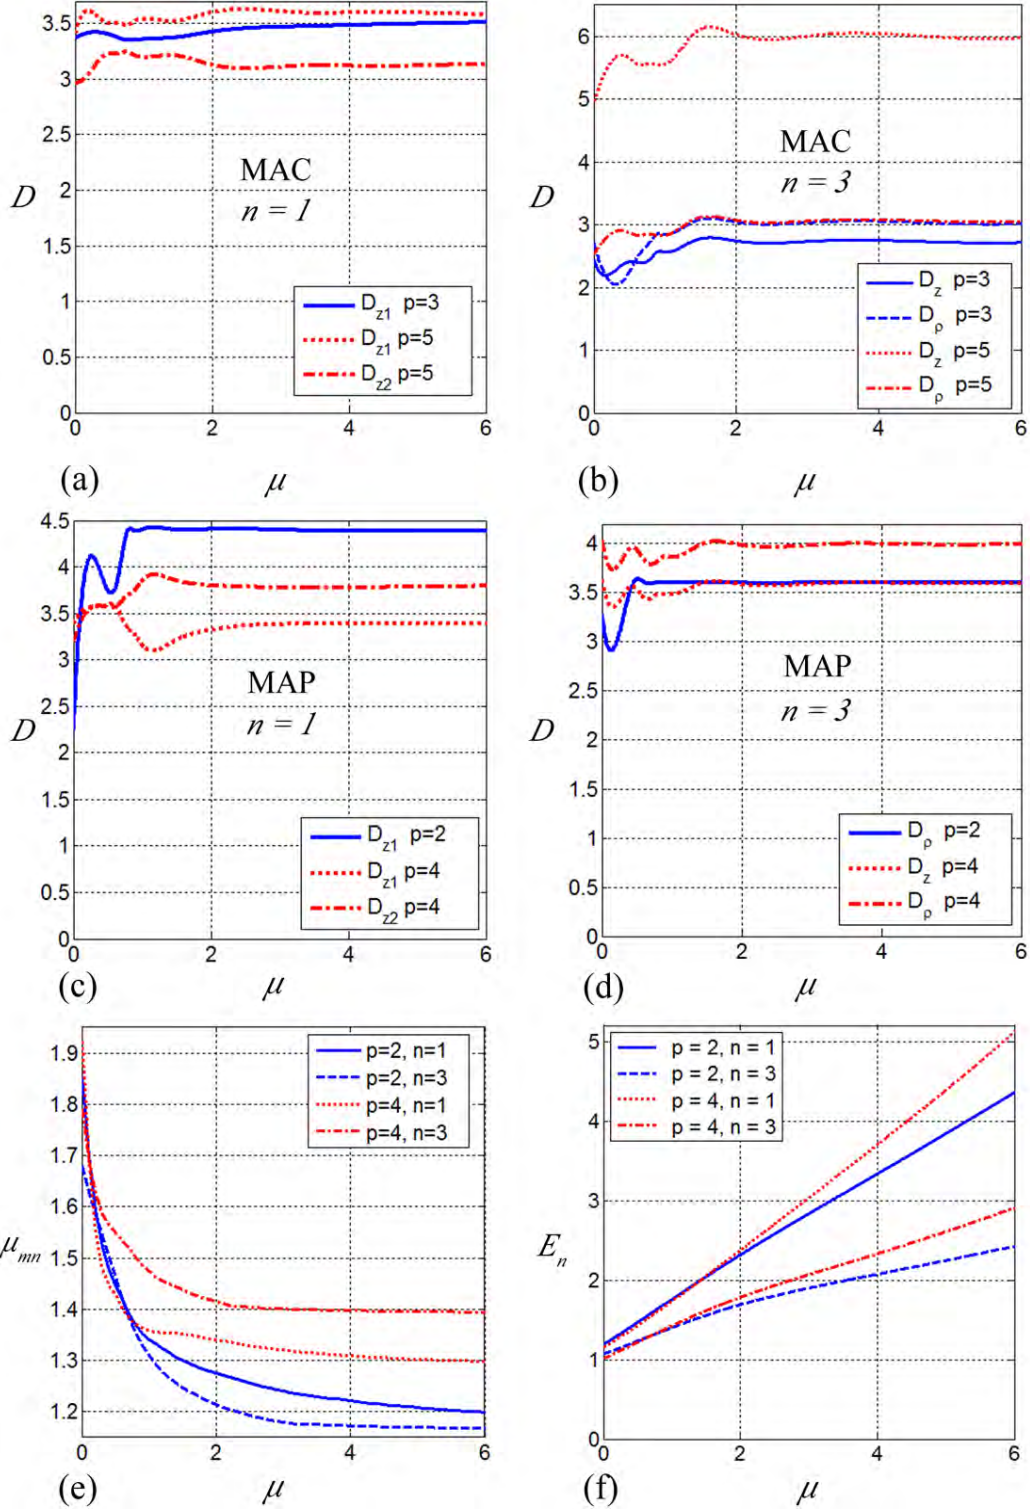 3.5
3
2.5
2
1.5
1
0.5
0
D
MAC
n = 1
D_z1 p=3
D_z1 p=5
D_z2 p=5
0 2 4 6
(a) μ
6
5
4
3
2
1
0
D
MAC
n = 3
D_z p=3
D_ρ p=3
D_z p=5
D_ρ p=5
0 2 4 6
(b) μ
4.5
4
3.5
3
2.5
2
1.5
1
0.5
0
D
MAP
n = 1
D_z1 p=2
D_z1 p=4
D_z2 p=4
0 2 4 6
(c) μ
4
3.5
3
2.5
2
1.5
1
0.5
0
D
MAP
n = 3
D_ρ p=2
D_z p=4
D_ρ p=4
0 2 4 6
(d) μ
1.9
1.8
1.7
1.6
1.5
1.4
1.3
1.2
μ_mn
p=2, n=1
p=2, n=3
p=4, n=1
p=4, n=3
0 2 4 6
(e) μ
5
4
3
2
1
0
E_n
p = 2, n = 1
p = 2, n = 3
p = 4, n = 1
p = 4, n = 3
0 2 4 6
(f) μ